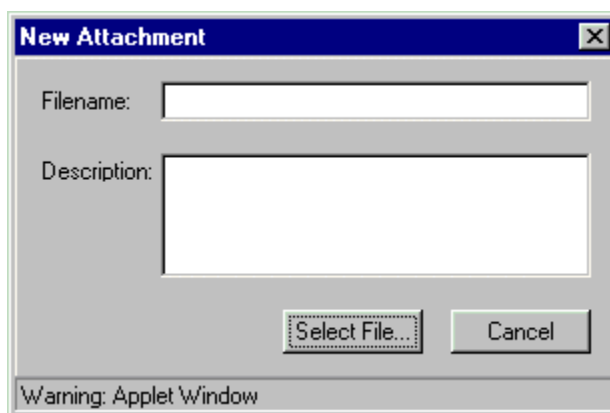 New Attachment
Filename:
Description:
Select File... Cancel
Warning: Applet Window